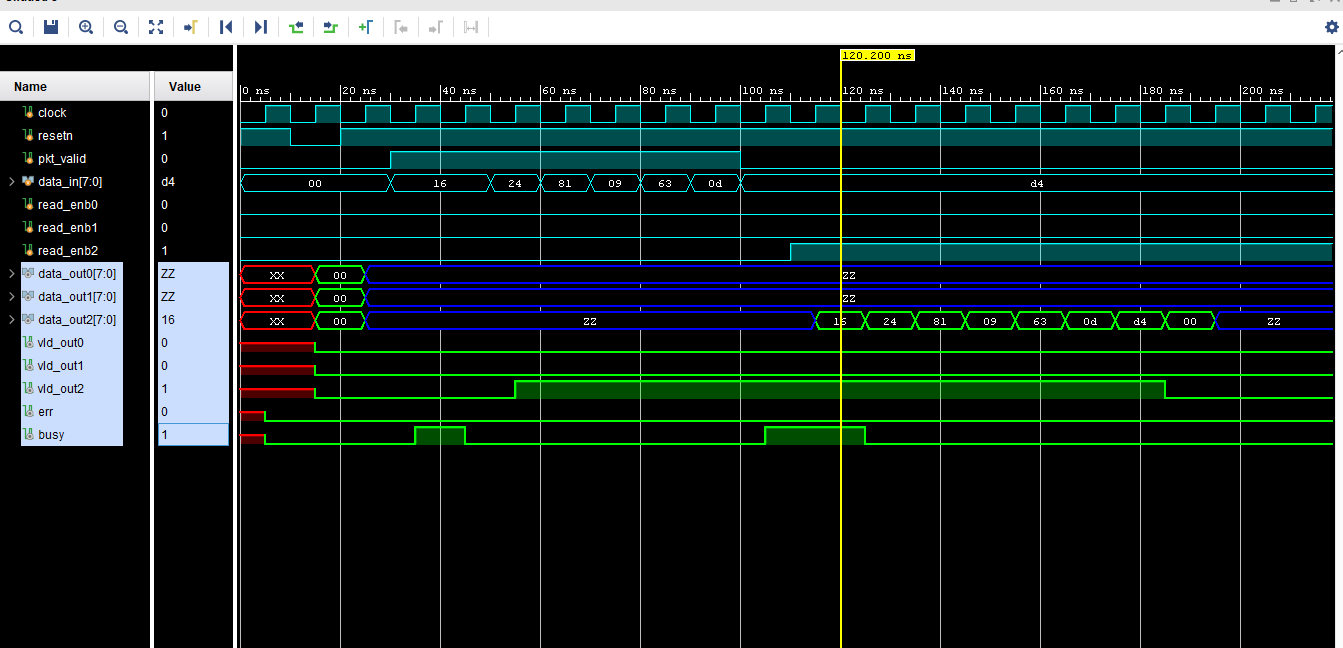 120.200 ns
Name Value
0 ns 20 ns 40 ns 60 ns 80 ns 100 ns 120 ns 140 ns 160 ns 180 ns 200 ns
clock 0
resetn 1
pkt_valid 0
data_in[7:0] d4 00 16 24 81 09 63 0d d4
read_enb0 0
read_enb1 0
read_enb2 1
data_out0[7:0] ZZ XX 00 ZZ
data_out1[7:0] ZZ XX 00 ZZ
data_out2[7:0] 16 XX 00 ZZ 16 24 81 09 63 0d d4 00 ZZ
vld_out0 0
vld_out1 0
vld_out2 1
err 0
busy 1